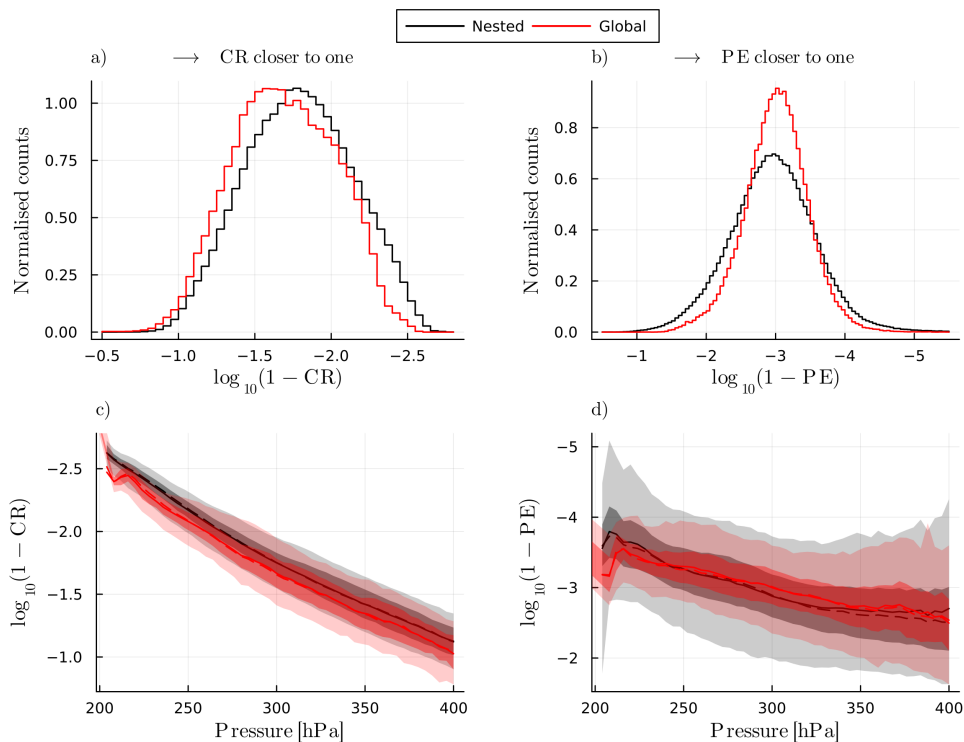 Nested Global
a) → CR closer to one
b) → PE closer to one
Normalised counts
1.00
0.75
0.50
0.25
0.00
−0.5 −1.0 −1.5 −2.0 −2.5
log10(1 − CR)
Normalised counts
0.8
0.6
0.4
0.2
0.0
-1 -2 -3 -4 -5
log10(1 − PE)
c)
log10(1 − CR)
−2.5
−2.0
−1.5
−1.0
200 250 300 350 400
Pressure [hPa]
d)
log10(1 − PE)
−5
−4
−3
−2
200 250 300 350 400
Pressure [hPa]